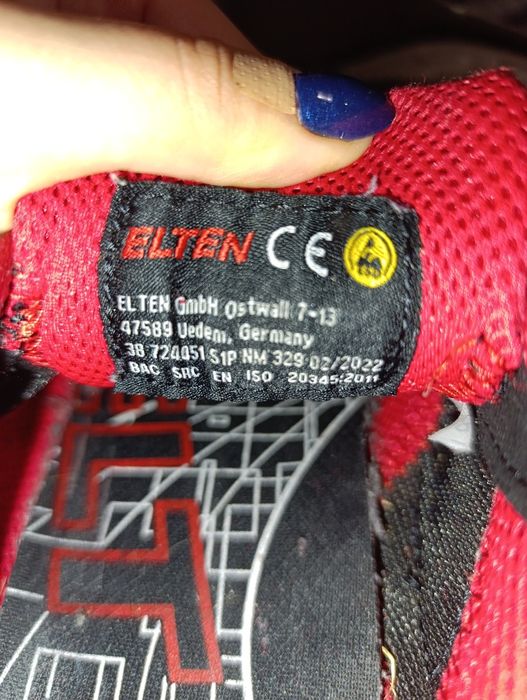 ELTEN CE
ELTEN GmbH Ostwall 7-13
47589 Uedem, Germany
38 724051 S1P NM 329 02/2022
BAC SRC EN ISO 20345:2011